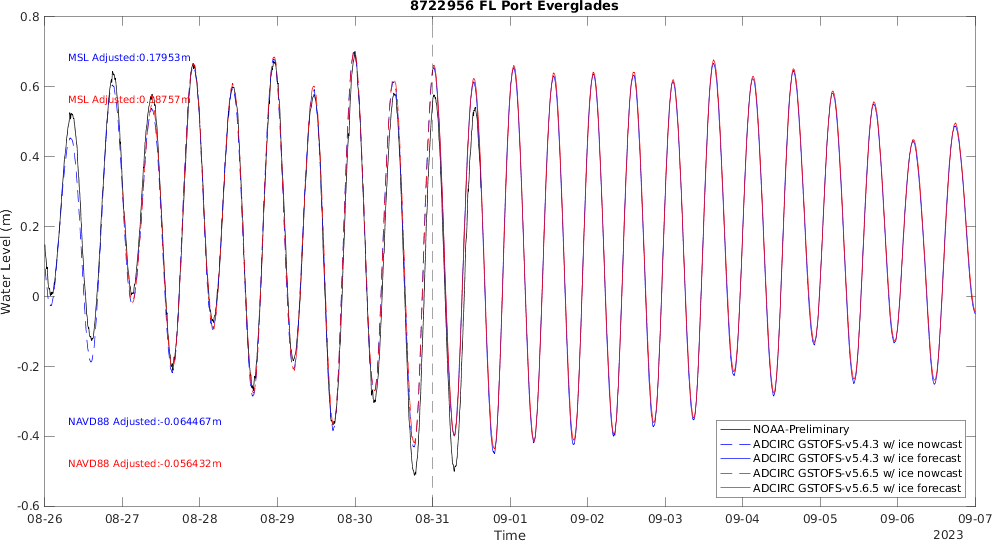 8722956 FL Port Everglades
0.8
MSL Adjusted:0.17953m
0.6
MSL Adjusted:0.18757m
0.4
0.2
Water Level (m)
0
-0.2
NAVD88 Adjusted:-0.064467m
-0.4
NAVD88 Adjusted:-0.056432m
NOAA-Preliminary
ADCIRC GSTOFS-v5.4.3 w/ ice nowcast
ADCIRC GSTOFS-v5.4.3 w/ ice forecast
ADCIRC GSTOFS-v5.6.5 w/ ice nowcast
ADCIRC GSTOFS-v5.6.5 w/ ice forecast
-0.6
08-26 08-27 08-28 08-29 08-30 08-31 09-01 09-02 09-03 09-04 09-05 09-06 09-07
Time
2023